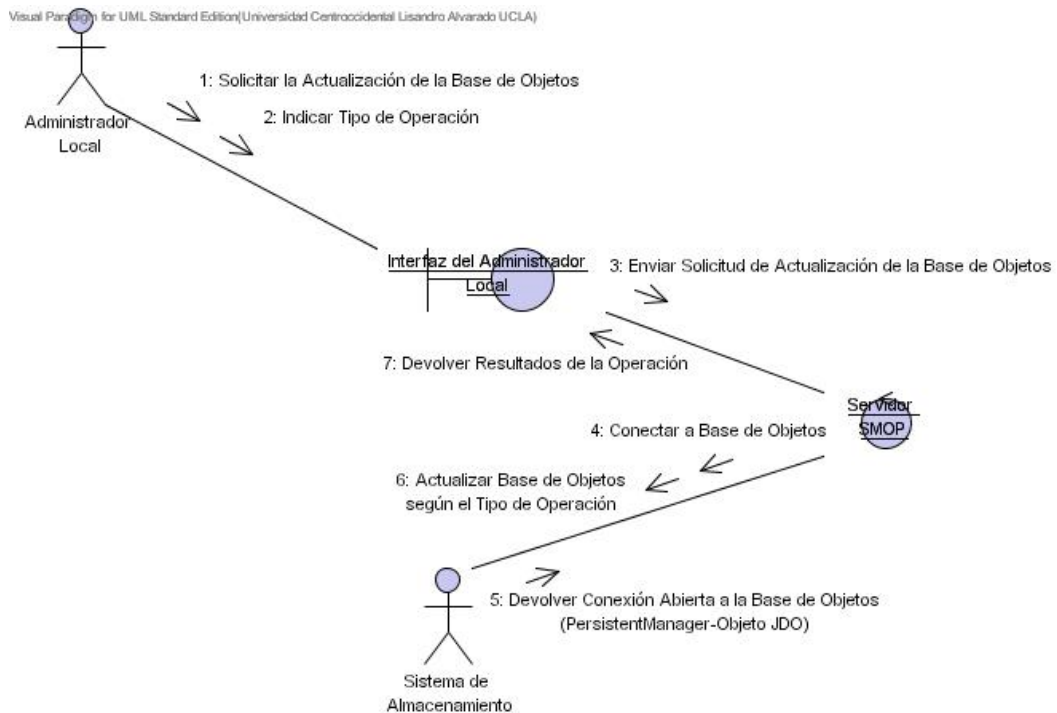 Visual Paradigm for UML Standard Edition(Universidad Centroccidental Lisandro Alvarado UCLA)
1: Solicitar la Actualización de la Base de Objetos
2: Indicar Tipo de Operación
Administrador
Local
Interfaz del Administrador
Local
3: Enviar Solicitud de Actualización de la Base de Objetos
7: Devolver Resultados de la Operación
Servidor
SMOP
4: Conectar a Base de Objetos
6: Actualizar Base de Objetos
según el Tipo de Operación
5: Devolver Conexión Abierta a la Base de Objetos
(PersistentManager-Objeto JDO)
Sistema de
Almacenamiento